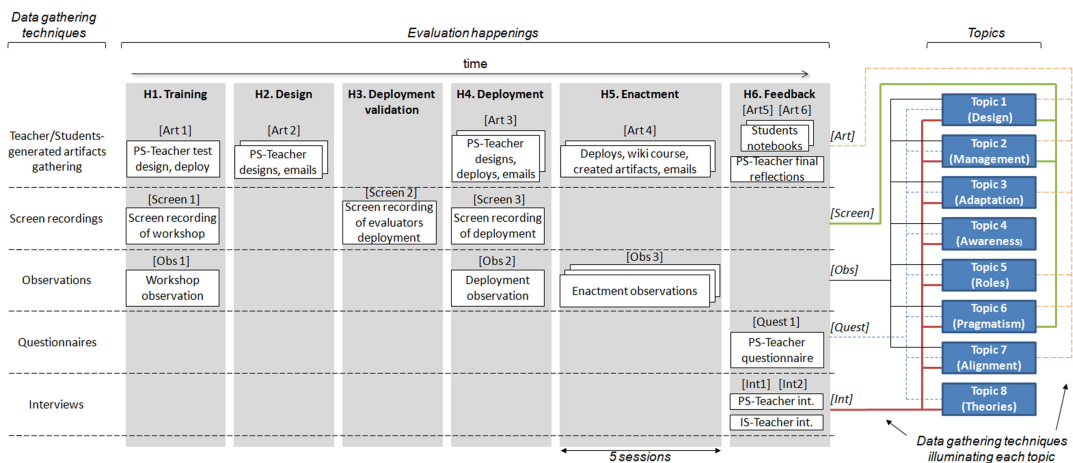 Data gathering
techniques
Evaluation happenings
Topics
time
H1. Training
H2. Design
H3. Deployment
validation
H4. Deployment
H5. Enactment
H6. Feedback
Teacher/Students-
generated artifacts
gathering
[Art 1]
PS-Teacher test
design, deploy
[Art 2]
PS-Teacher
designs, emails
[Art 3]
PS-Teacher
designs,
deploys, emails
[Art 4]
Deploys, wiki course,
created artifacts, emails
[Art5] [Art 6]
Students
notebooks
PS-Teacher final
reflections
[Art]
Screen recordings
[Screen 1]
Screen recording
of workshop
[Screen 2]
Screen recording
of evaluators
deployment
[Screen 3]
Screen recording
of deployment
[Screen]
Observations
[Obs 1]
Workshop
observation
[Obs 2]
Deployment
observation
[Obs 3]
Enactment observations
[Obs]
Questionnaires
[Quest 1]
PS-Teacher
questionnaire
[Quest]
Interviews
[Int1] [Int2]
PS-Teacher int.
IS-Teacher int.
[Int]
5 sessions
Topic 1
(Design)
Topic 2
(Management)
Topic 3
(Adaptation)
Topic 4
(Awareness)
Topic 5
(Roles)
Topic 6
(Pragmatism)
Topic 7
(Alignment)
Topic 8
(Theories)
Data gathering techniques
illuminating each topic